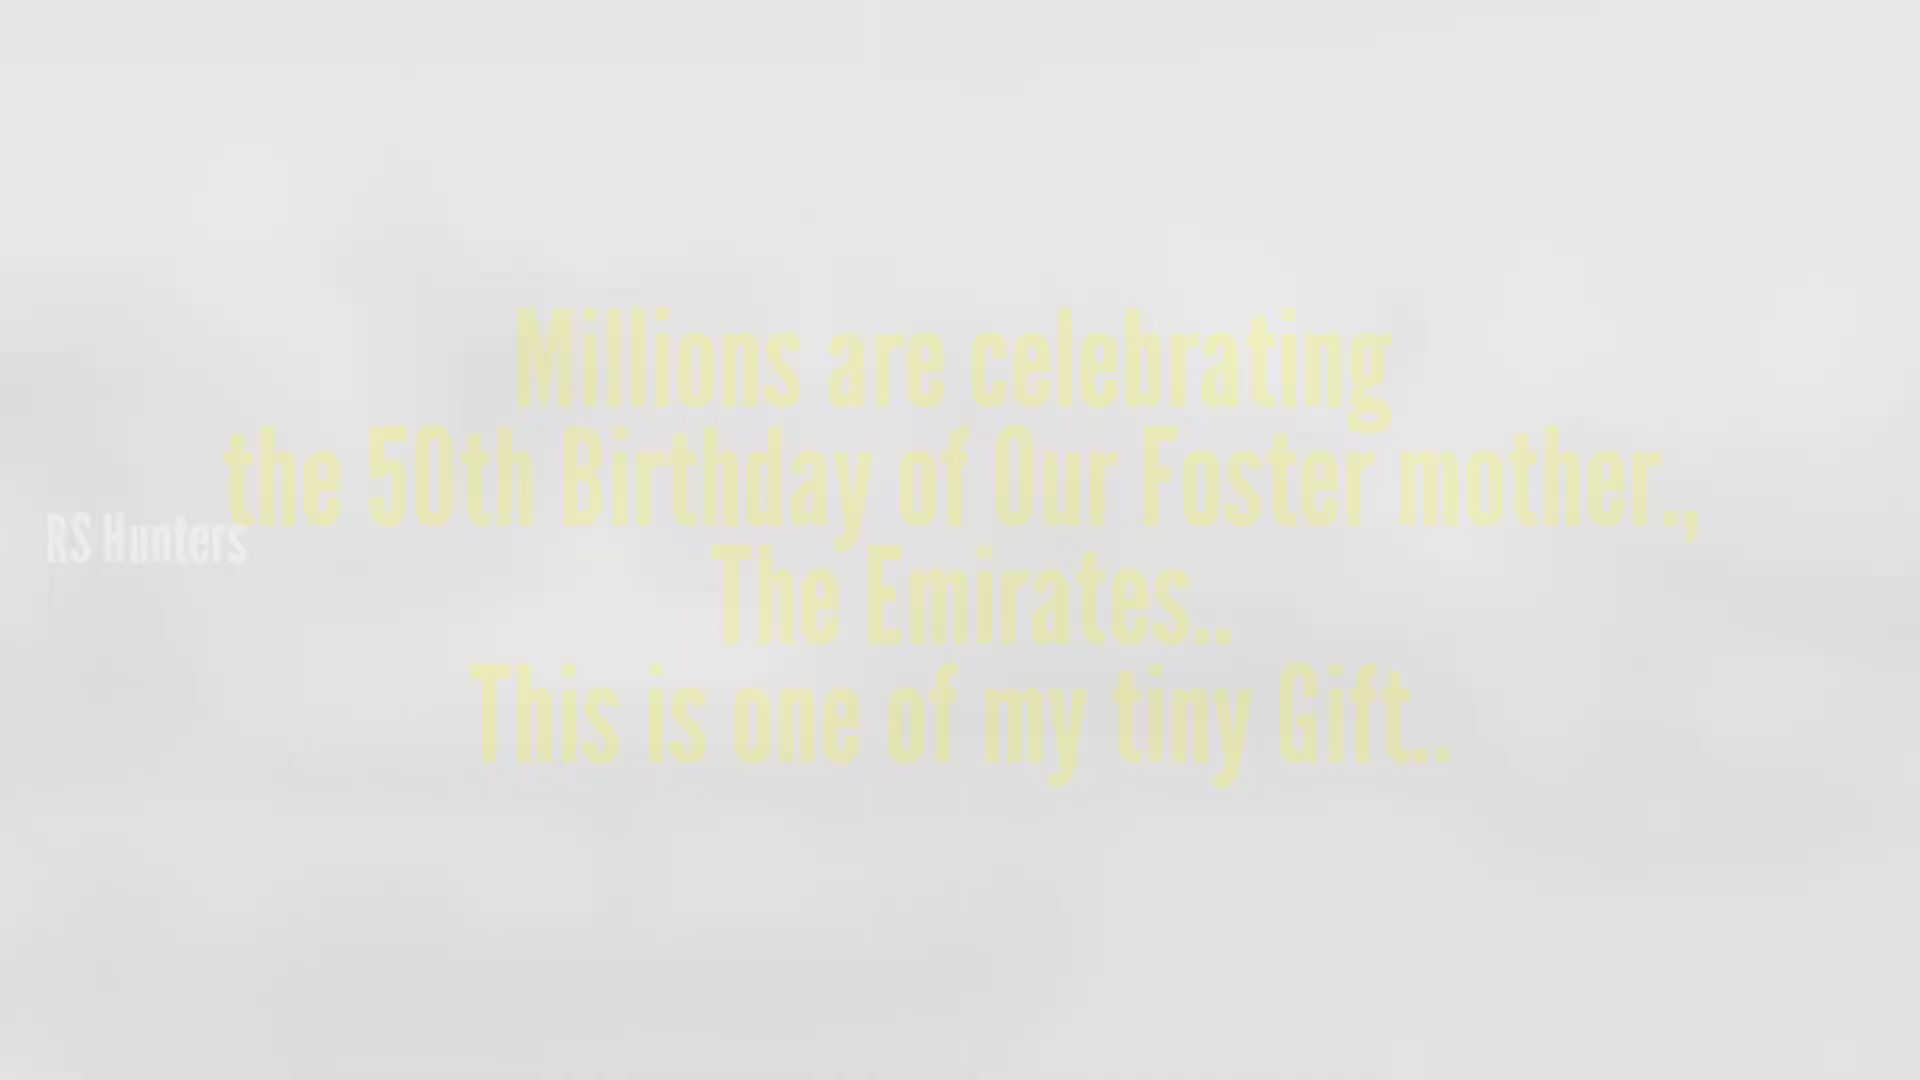 Millions are celebrating
the 50th Birthday of Our Foster mother.,
RS Hunters
The Emirates..
This is one of my tiny Gift..